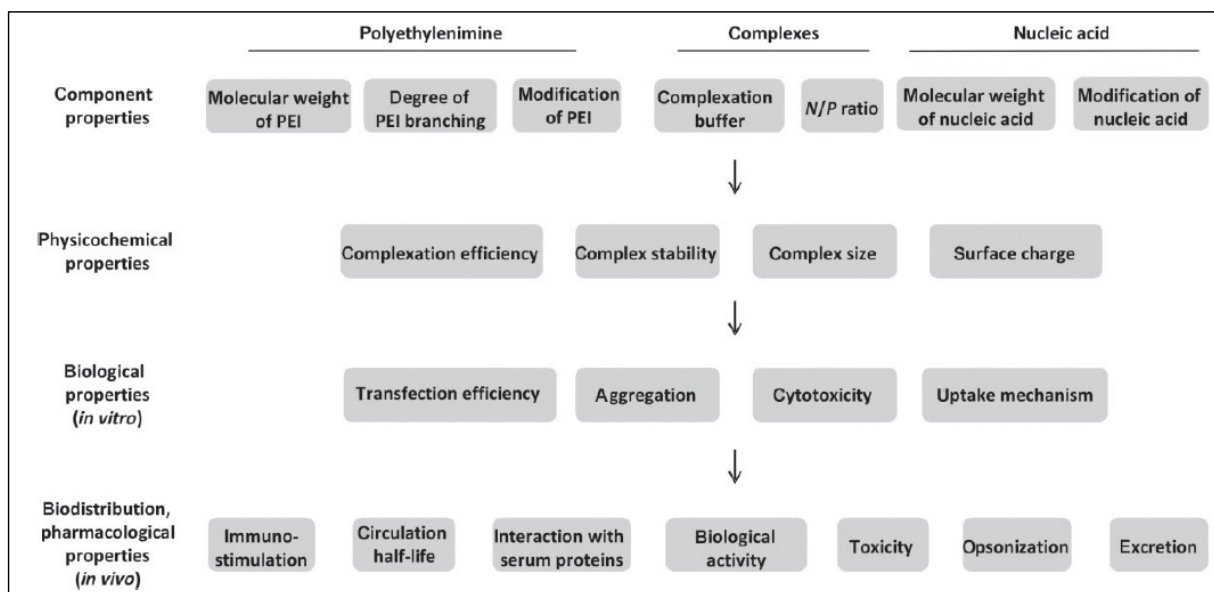 Polyethylenimine
Complexes
Nucleic acid
Component
properties
Molecular weight
of PEI
Degree of
PEI branching
Modification
of PEI
Complexation
buffer
N/P ratio
Molecular weight
of nucleic acid
Modification of
nucleic acid
Physicochemical
properties
Complexation efficiency
Complex stability
Complex size
Surface charge
Biological
properties
(in vitro)
Transfection efficiency
Aggregation
Cytotoxicity
Uptake mechanism
Biodistribution,
pharmacological
properties
(in vivo)
Immuno-
stimulation
Circulation
half-life
Interaction with
serum proteins
Biological
activity
Toxicity
Opsonization
Excretion